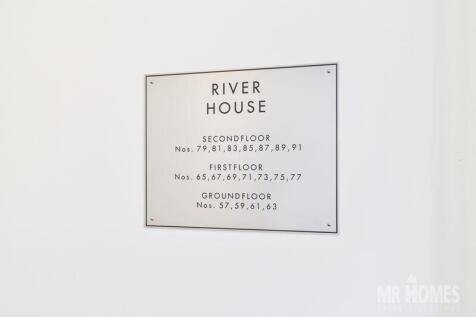 RIVER
HOUSE
SECONDFLOOR
Nos. 79,81,83,85,87,89,91
FIRSTFLOOR
Nos. 65,67,69,71,73,75,77
GROUNDFLOOR
Nos. 57,59,61,63
MR HOMES